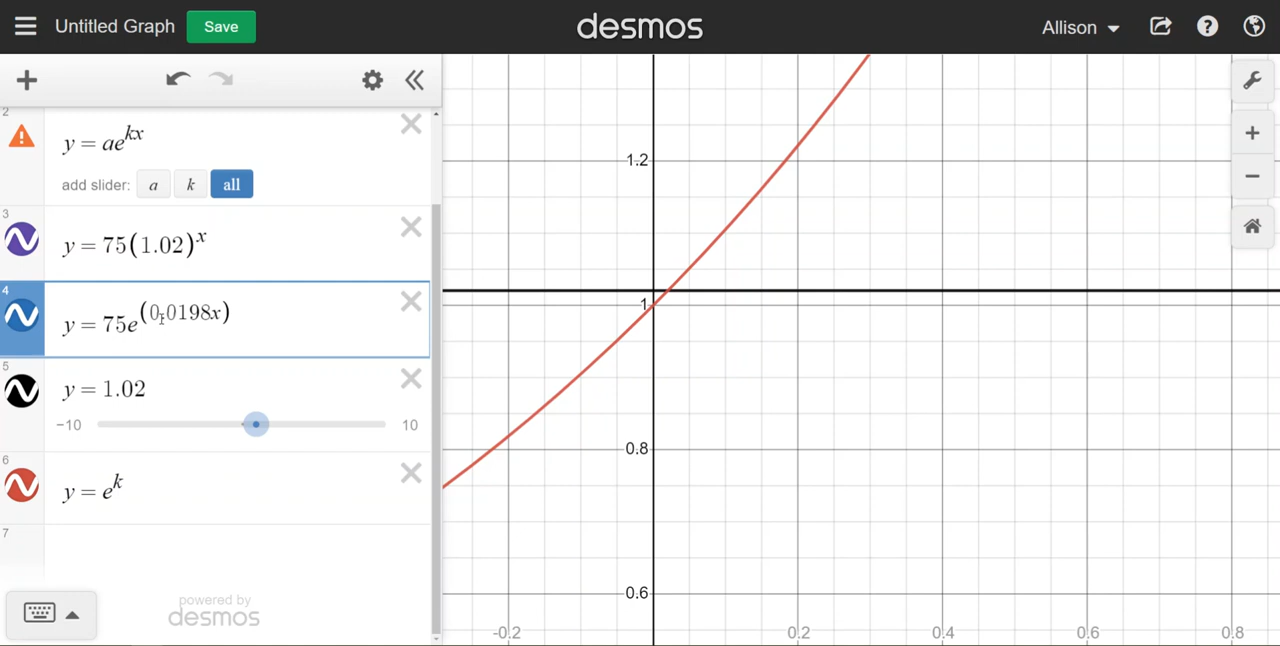 Untitled Graph Save desmos Allison ?
2
y = ae^{kx}
add slider: a k all
3
y = 75(1.02)^x
4
y = 75e^{(0.0198x)}
5
y = 1.02
−10 10
6
y = e^k
7
powered by
desmos
1.2
1
0.8
0.6
-0.2 0.2 0.4 0.6 0.8